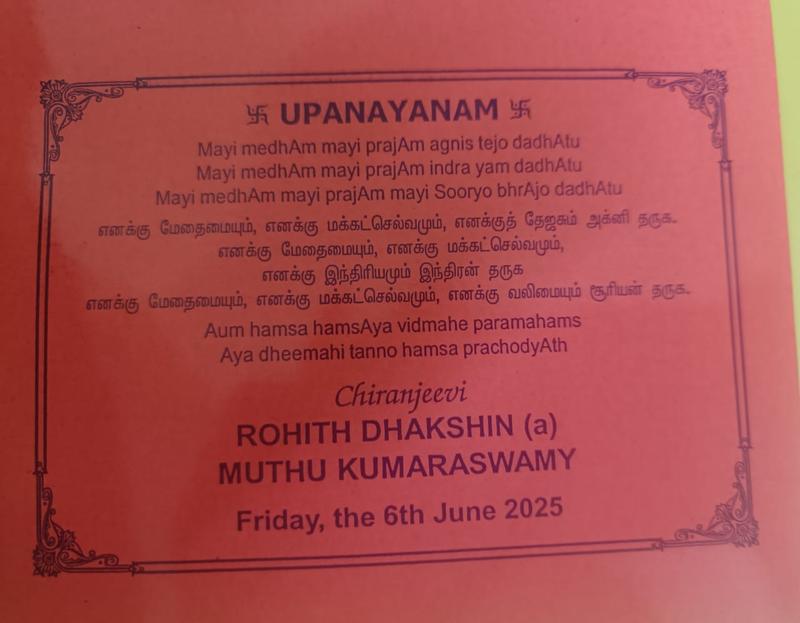 卐 UPANAYANAM 卐
Mayi medhAm mayi prajAm agnis tejo dadhAtu
Mayi medhAm mayi prajAm indra yam dadhAtu
Mayi medhAm mayi prajAm mayi Sooryo bhrAjo dadhAtu
எனக்கு மேதைமையும், எனக்கு மக்கட்செல்வமும், எனக்குத் தேஜசும் அக்னி தருக.
எனக்கு மேதைமையும், எனக்கு மக்கட்செல்வமும்,
எனக்கு இந்திரியமும் இந்திரன் தருக
எனக்கு மேதைமையும், எனக்கு மக்கட்செல்வமும், எனக்கு வலிமையும் சூரியன் தருக.
Aum hamsa hamsAya vidmahe paramahams
Aya dheemahi tanno hamsa prachodyAth
Chiranjeevi
ROHITH DHAKSHIN (a)
MUTHU KUMARASWAMY
Friday, the 6th June 2025